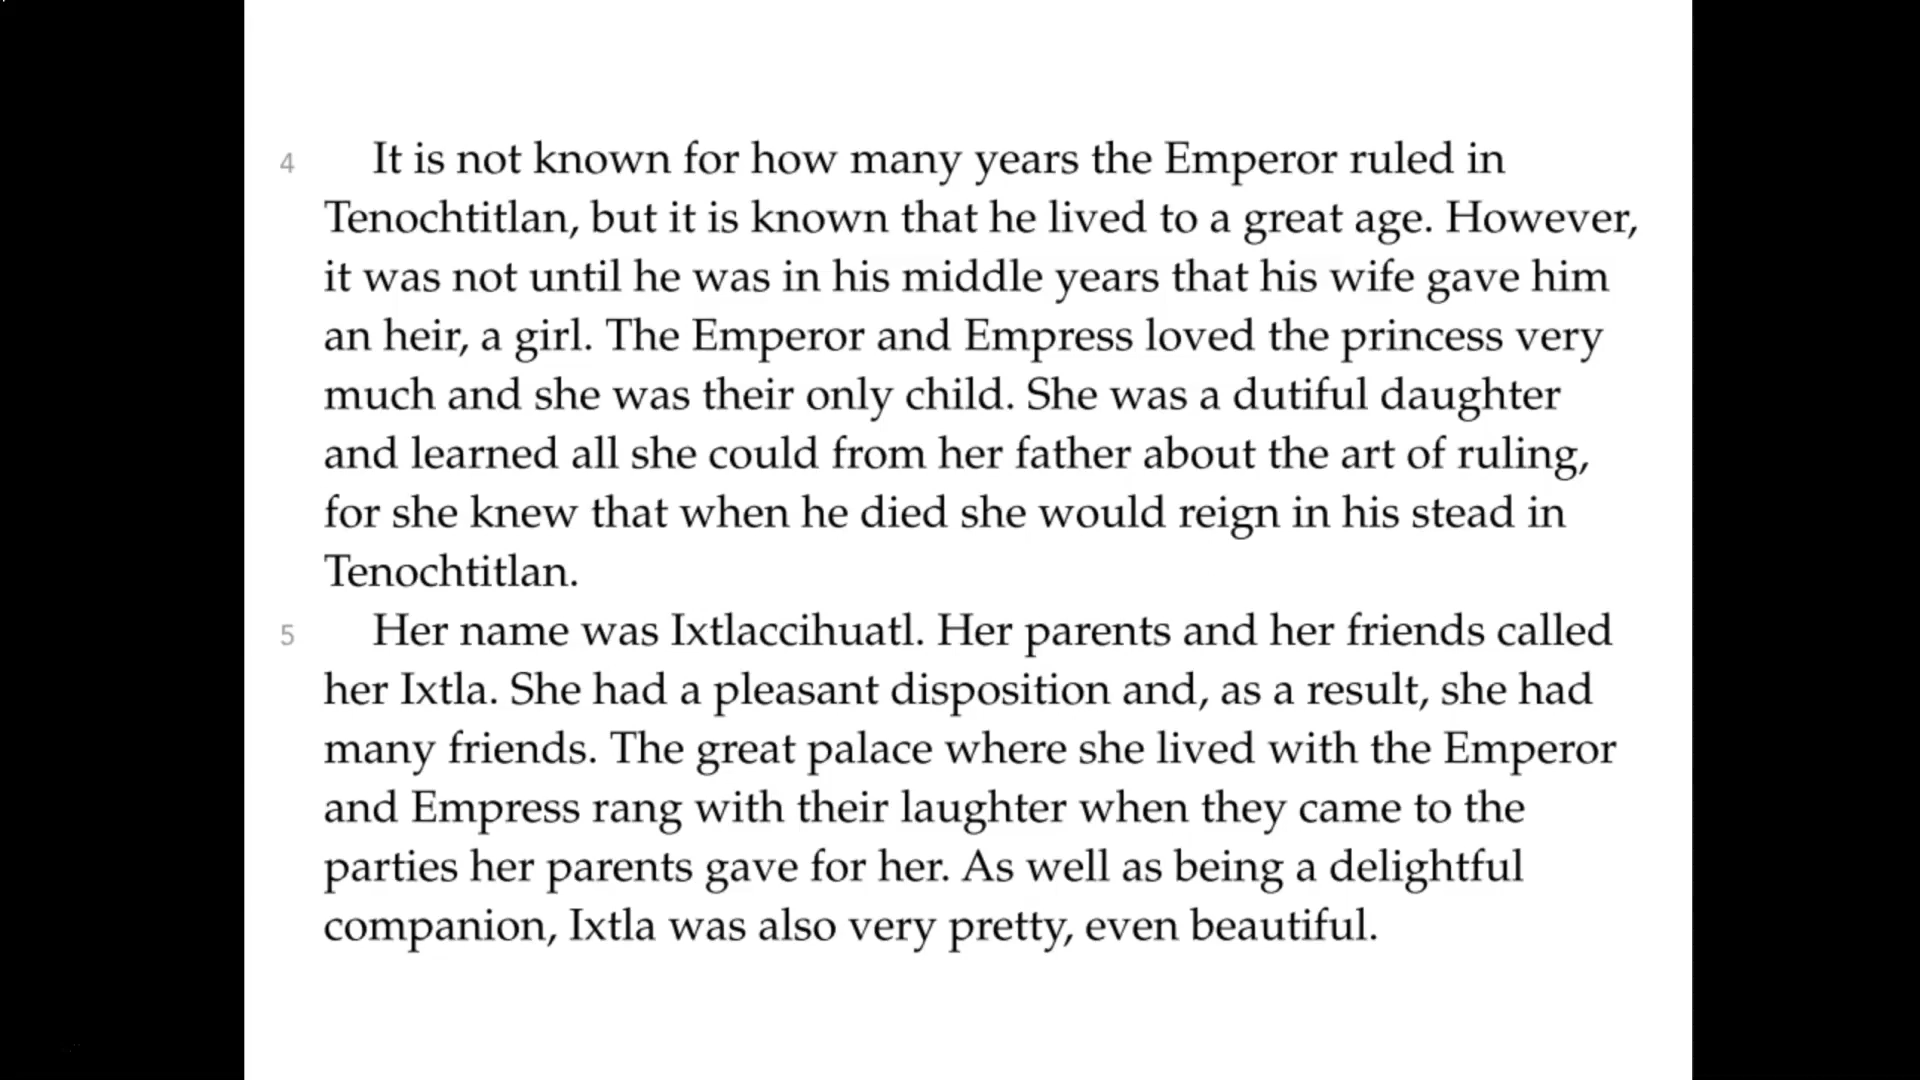 4 It is not known for how many years the Emperor ruled in
Tenochtitlan, but it is known that he lived to a great age. However,
it was not until he was in his middle years that his wife gave him
an heir, a girl. The Emperor and Empress loved the princess very
much and she was their only child. She was a dutiful daughter
and learned all she could from her father about the art of ruling,
for she knew that when he died she would reign in his stead in
Tenochtitlan.
5 Her name was Ixtlaccihuatl. Her parents and her friends called
her Ixtla. She had a pleasant disposition and, as a result, she had
many friends. The great palace where she lived with the Emperor
and Empress rang with their laughter when they came to the
parties her parents gave for her. As well as being a delightful
companion, Ixtla was also very pretty, even beautiful.